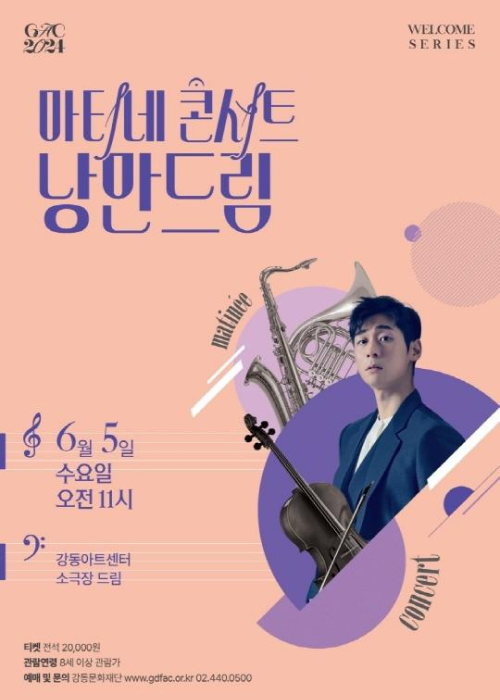 GAC
2024
WELCOME
SERIES
마티네 콘서트
낭만드림
matinée
6월 5일
수요일
오전 11시
강동아트센터
소극장 드림
concert
티켓 전석 20,000원
관람연령 8세 이상 관람가
예매 및 문의 강동문화재단 www.gdfac.or.kr 02.440.0500